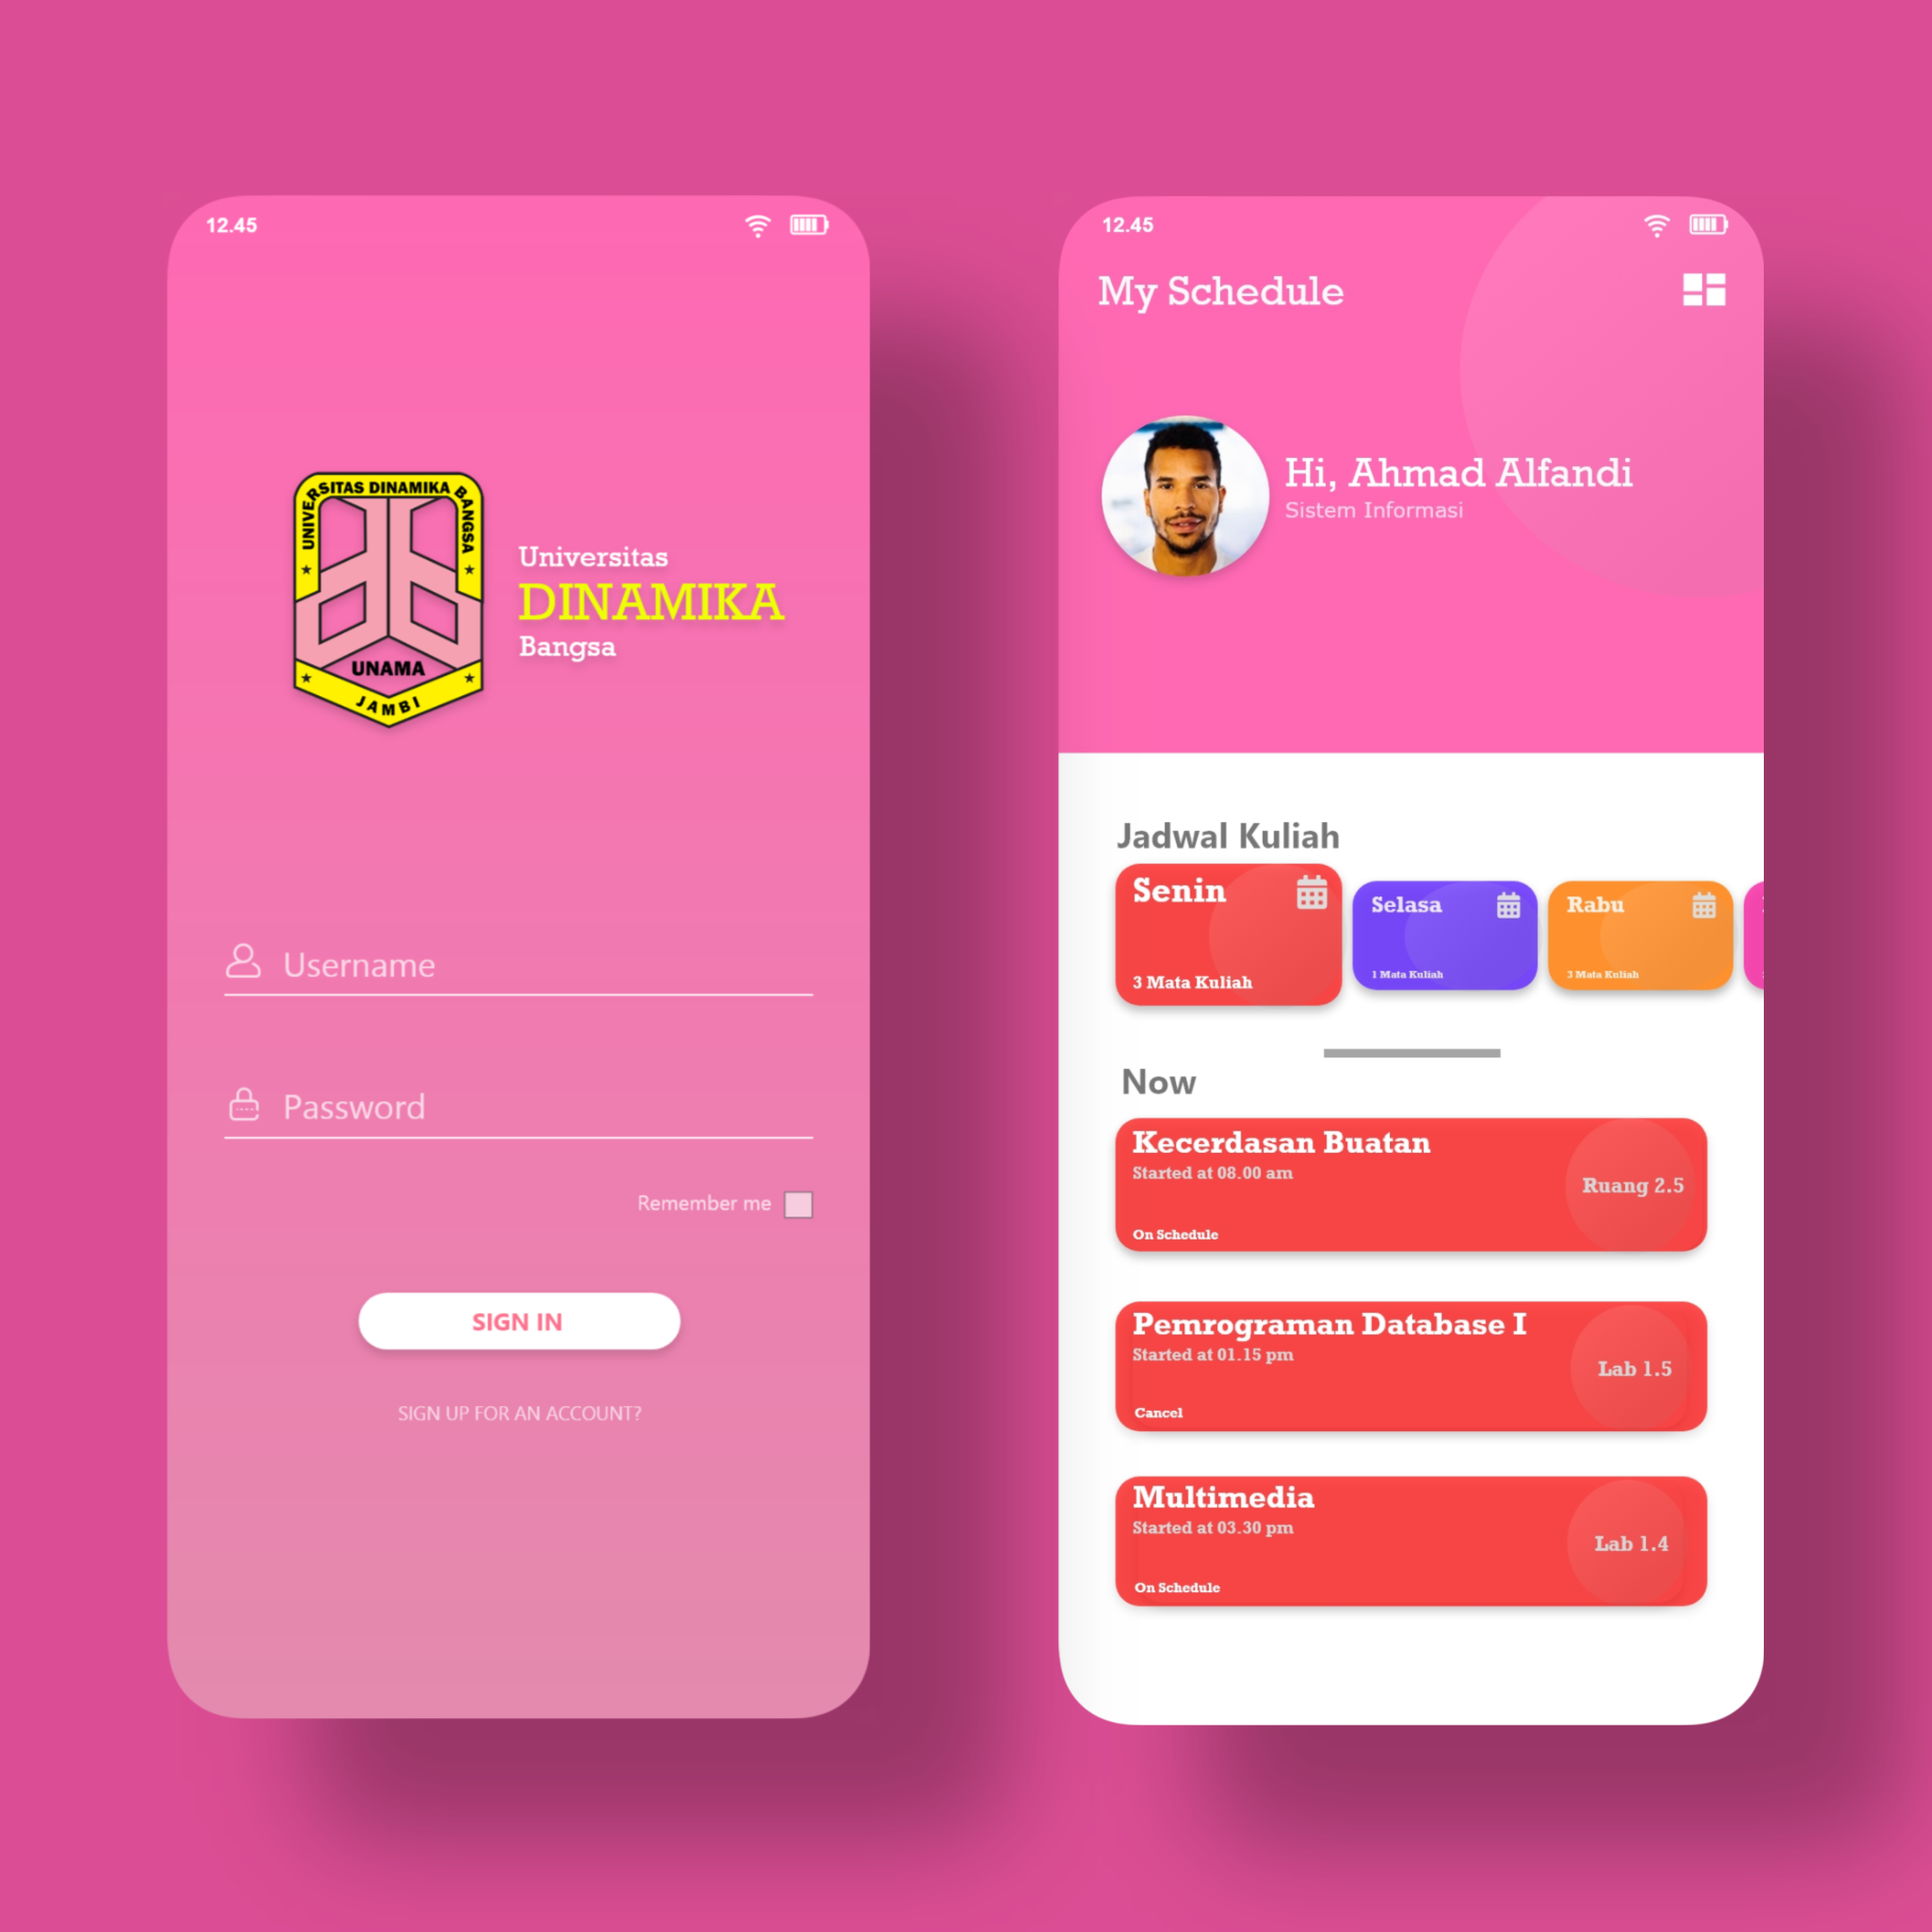 12.45
UNIVERSITAS DINAMIKA BANGSA
UNAMA
JAMBI
Universitas
DINAMIKA
Bangsa
Username
Password
Remember me
SIGN IN
SIGN UP FOR AN ACCOUNT?
12.45
My Schedule
Hi, Ahmad Alfandi
Sistem Informasi
Jadwal Kuliah
Senin
3 Mata Kuliah
Selasa
1 Mata Kuliah
Rabu
3 Mata Kuliah
Now
Kecerdasan Buatan
Started at 08.00 am
Ruang 2.5
On Schedule
Pemrograman Database I
Started at 01.15 pm
Lab 1.5
Cancel
Multimedia
Started at 03.30 pm
Lab 1.4
On Schedule